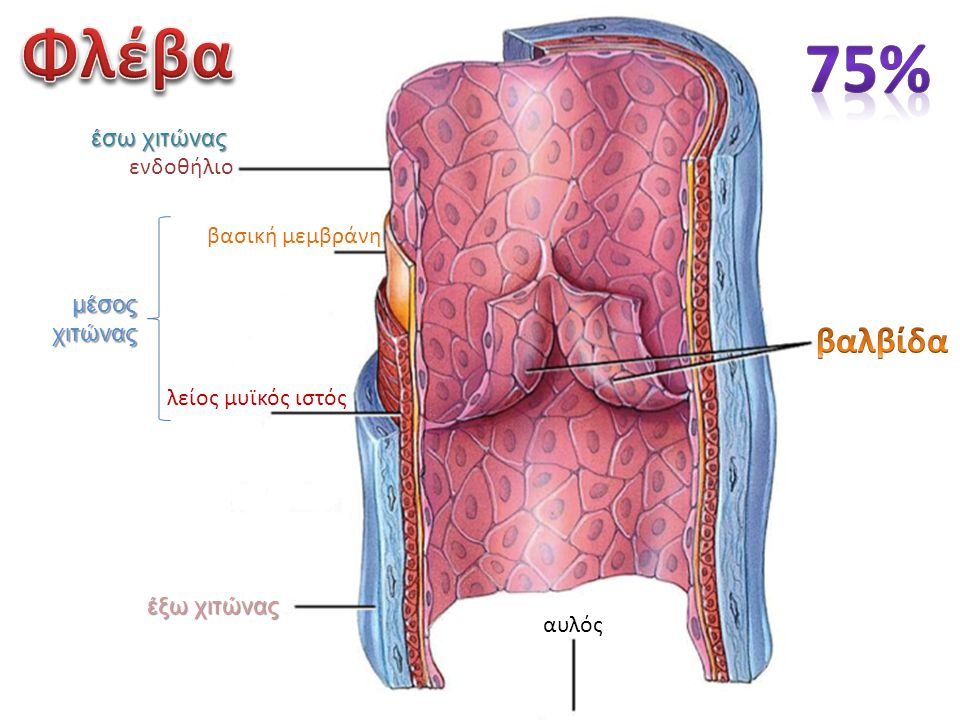 Φλέβα
75%
έσω χιτώνας
ενδοθήλιο
βασική μεμβράνη
μέσος
χιτώνας
βαλβίδα
λείος μυϊκός ιστός
έξω χιτώνας
αυλός